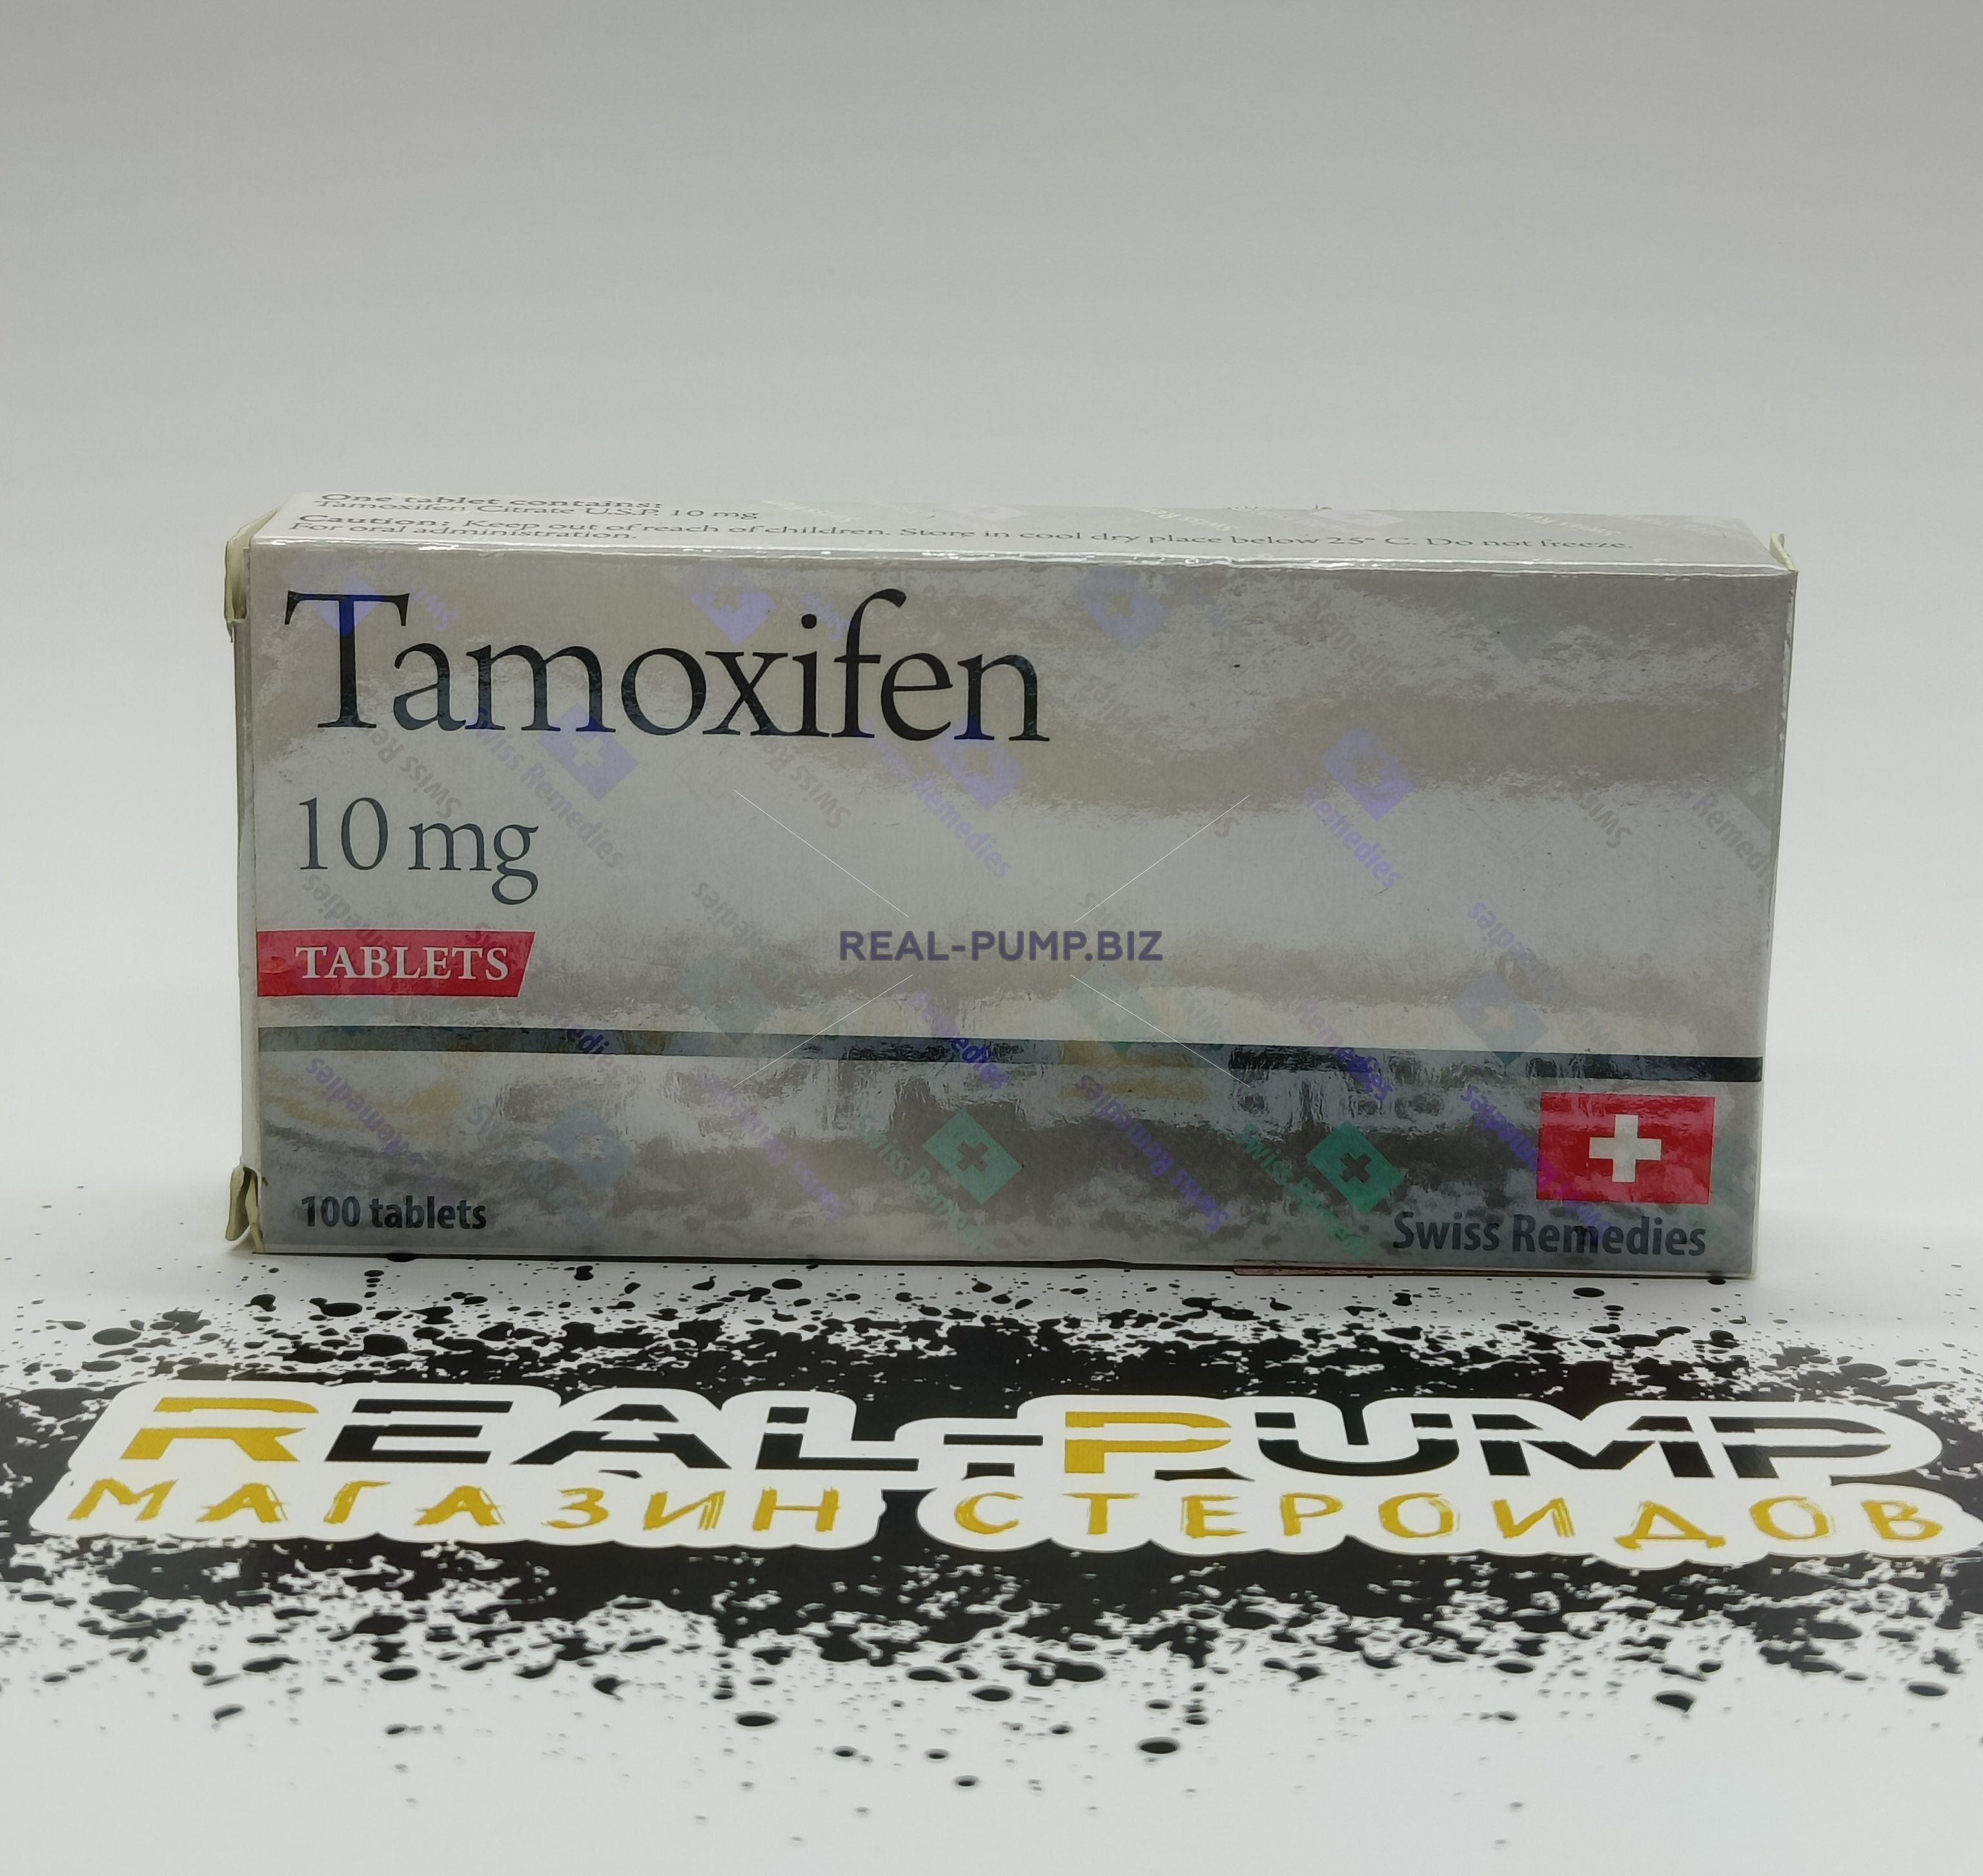 One tablet contains:
Tamoxifen Citrate U.S.P. 10 mg
Caution: Keep out of reach of children. Store in cool dry place below 25° C. Do not freeze.
For oral administration.
Tamoxifen
10 mg
TABLETS
REAL-PUMP.BIZ
100 tablets
Swiss Remedies
REAL-PUMP
МАГАЗИН СТЕРОИДОВ